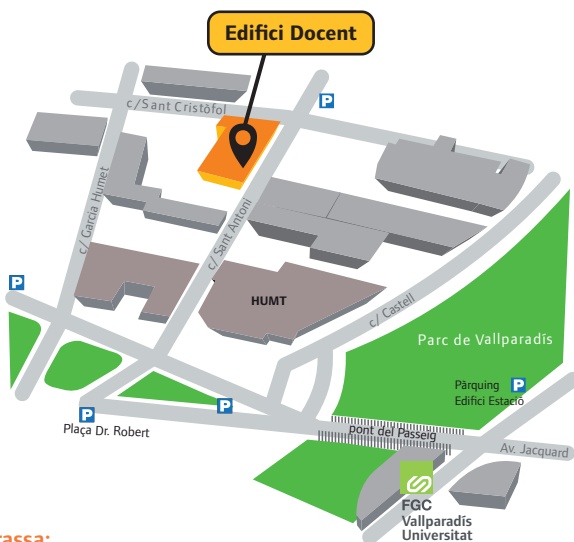 Edifici Docent
c/Sant Cristòfol
P
c/ Garcia Humet
c/ Sant Antoni
P
HUMT
c/ Castell
Parc de Vallparadís
Pàrquing P
Edifici Estació
P
P
Plaça Dr. Robert
pont del Passeig
Av. Jacquard
FGC
Vallparadís
Universitat
rassa: